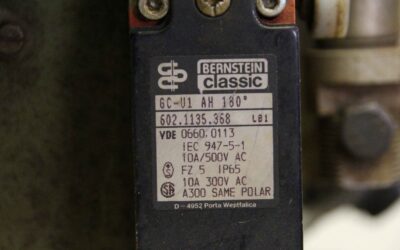 BERNSTEIN
classic
GC-U1 AH 180°
602.1135.368 LB1
VDE 0660/0113
IEC 947-5-1
10A/500V AC
FZ 5 IP65
10A 300V AC
A300 SAME POLAR
D-4952 Porta Westfalica